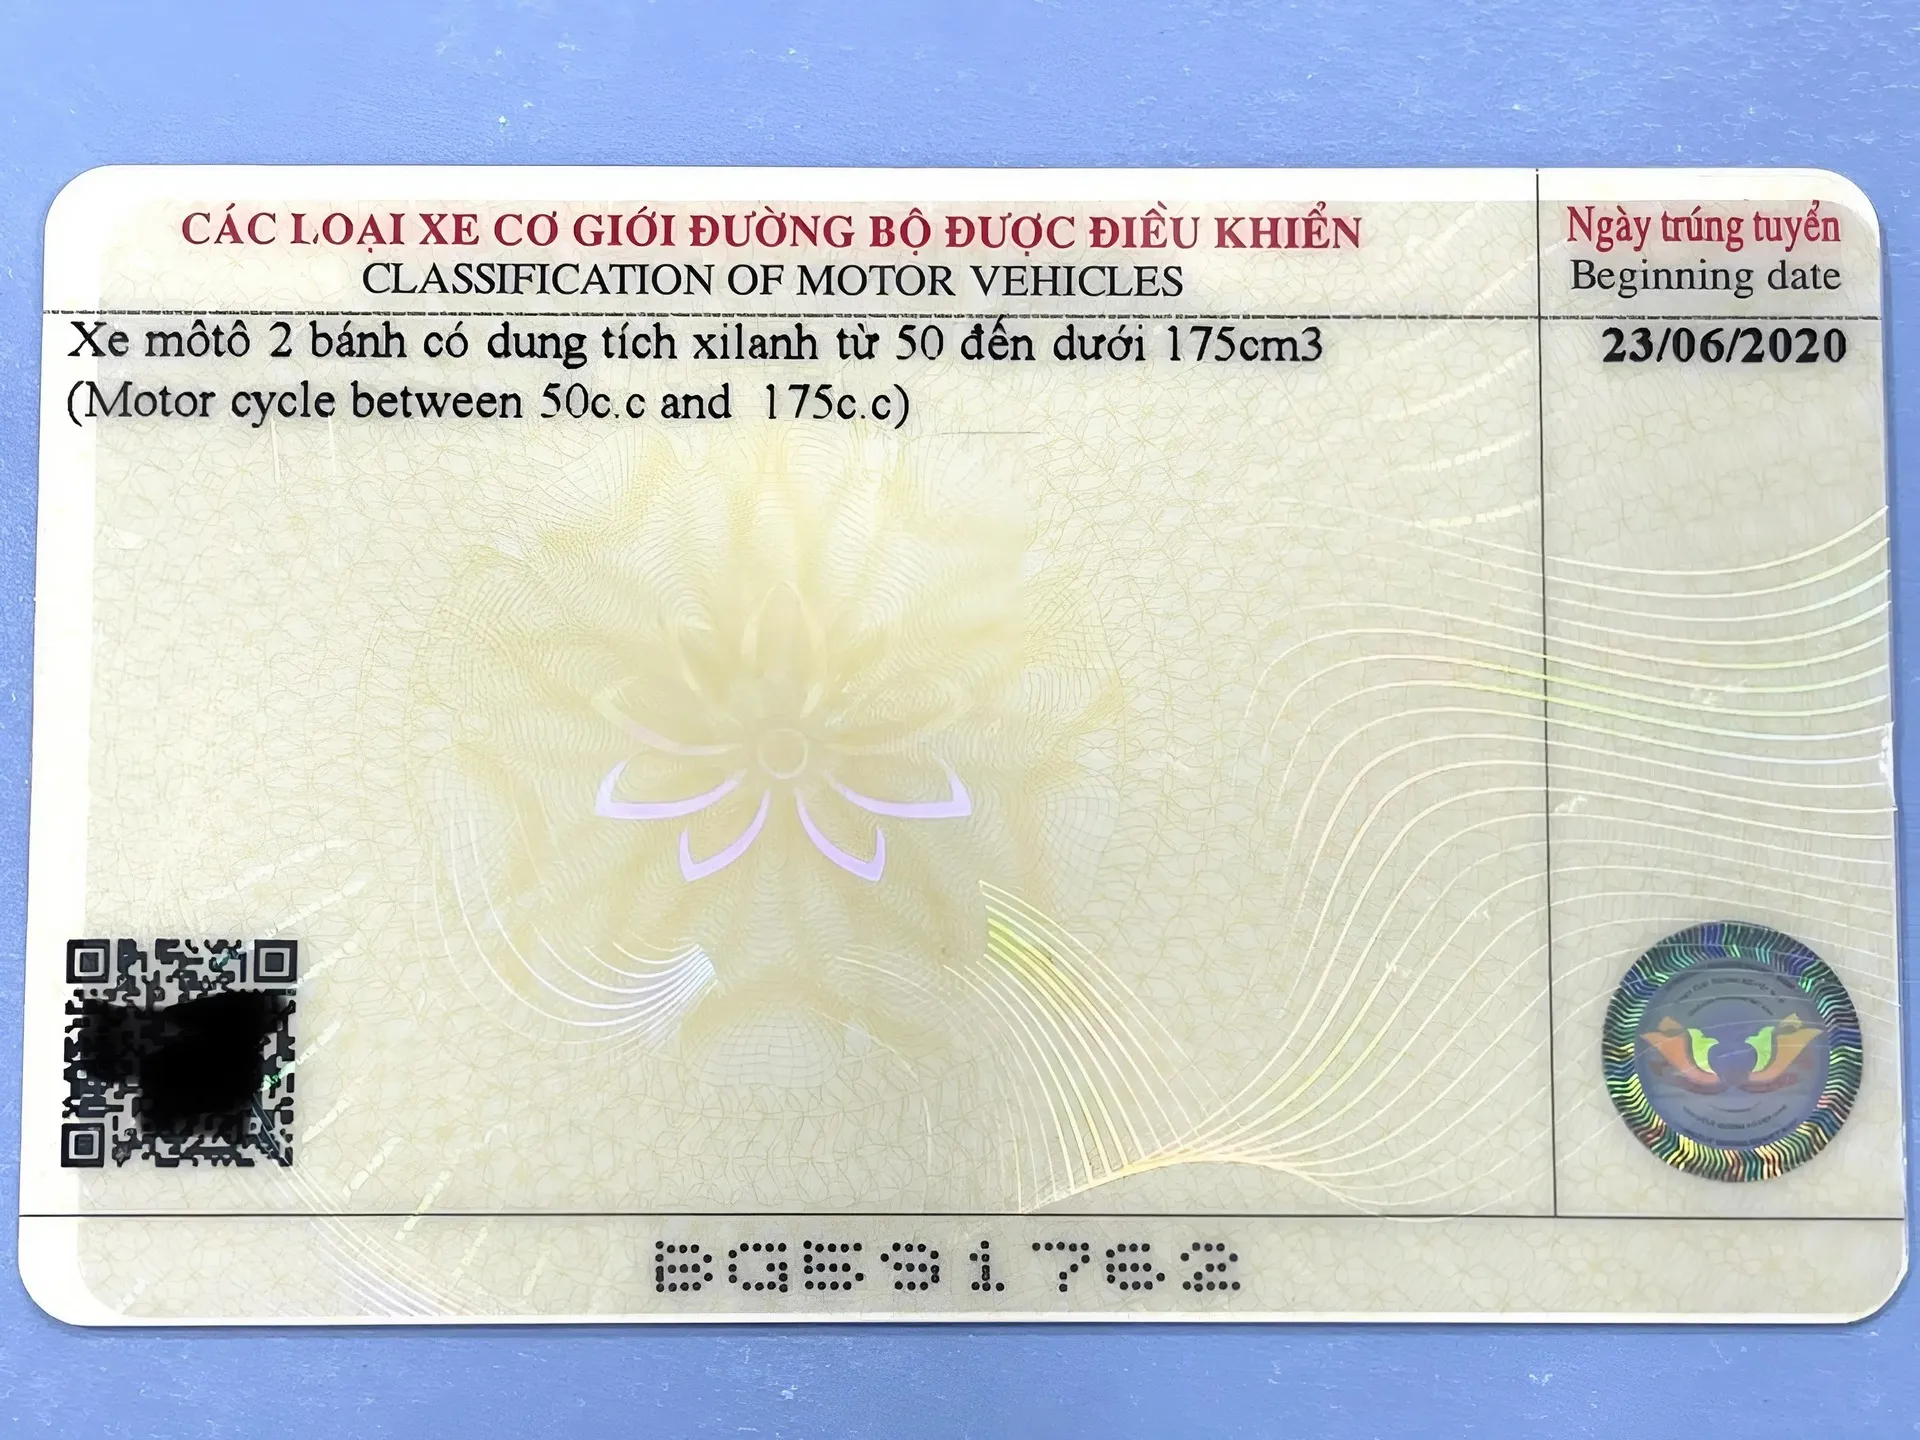 CÁC LOẠI XE CƠ GIỚI ĐƯỜNG BỘ ĐƯỢC ĐIỀU KHIỂN
CLASSIFICATION OF MOTOR VEHICLES
Ngày trúng tuyển
Beginning date
Xe môtô 2 bánh có dung tích xilanh từ 50 đến dưới 175cm3
(Motor cycle between 50c.c and 175c.c)
23/06/2020